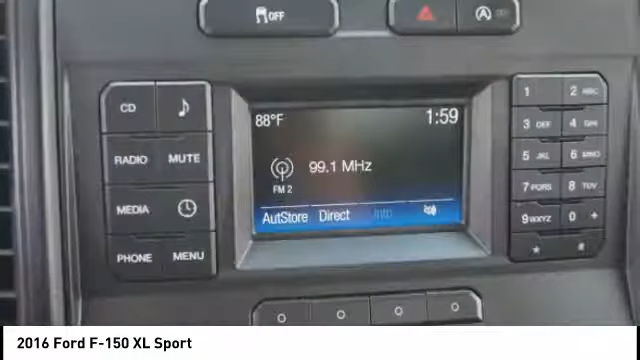 OFF
A OFF
CD
RADIO MUTE
MEDIA
PHONE MENU
88°F 1:59
99.1 MHz
FM 2
AutoStore Direct Info
1 2 ABC
3 DEF 4 GHI
5 JKL 6 MNO
7 PQRS 8 TUV
9 WXYZ 0 +
* #
2016 Ford F-150 XL Sport